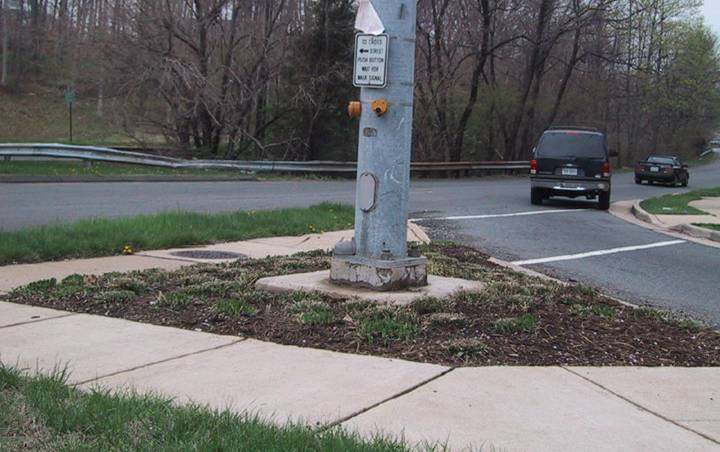 TO CROSS
← STREET
PUSH BUTTON
WAIT FOR
WALK SIGNAL